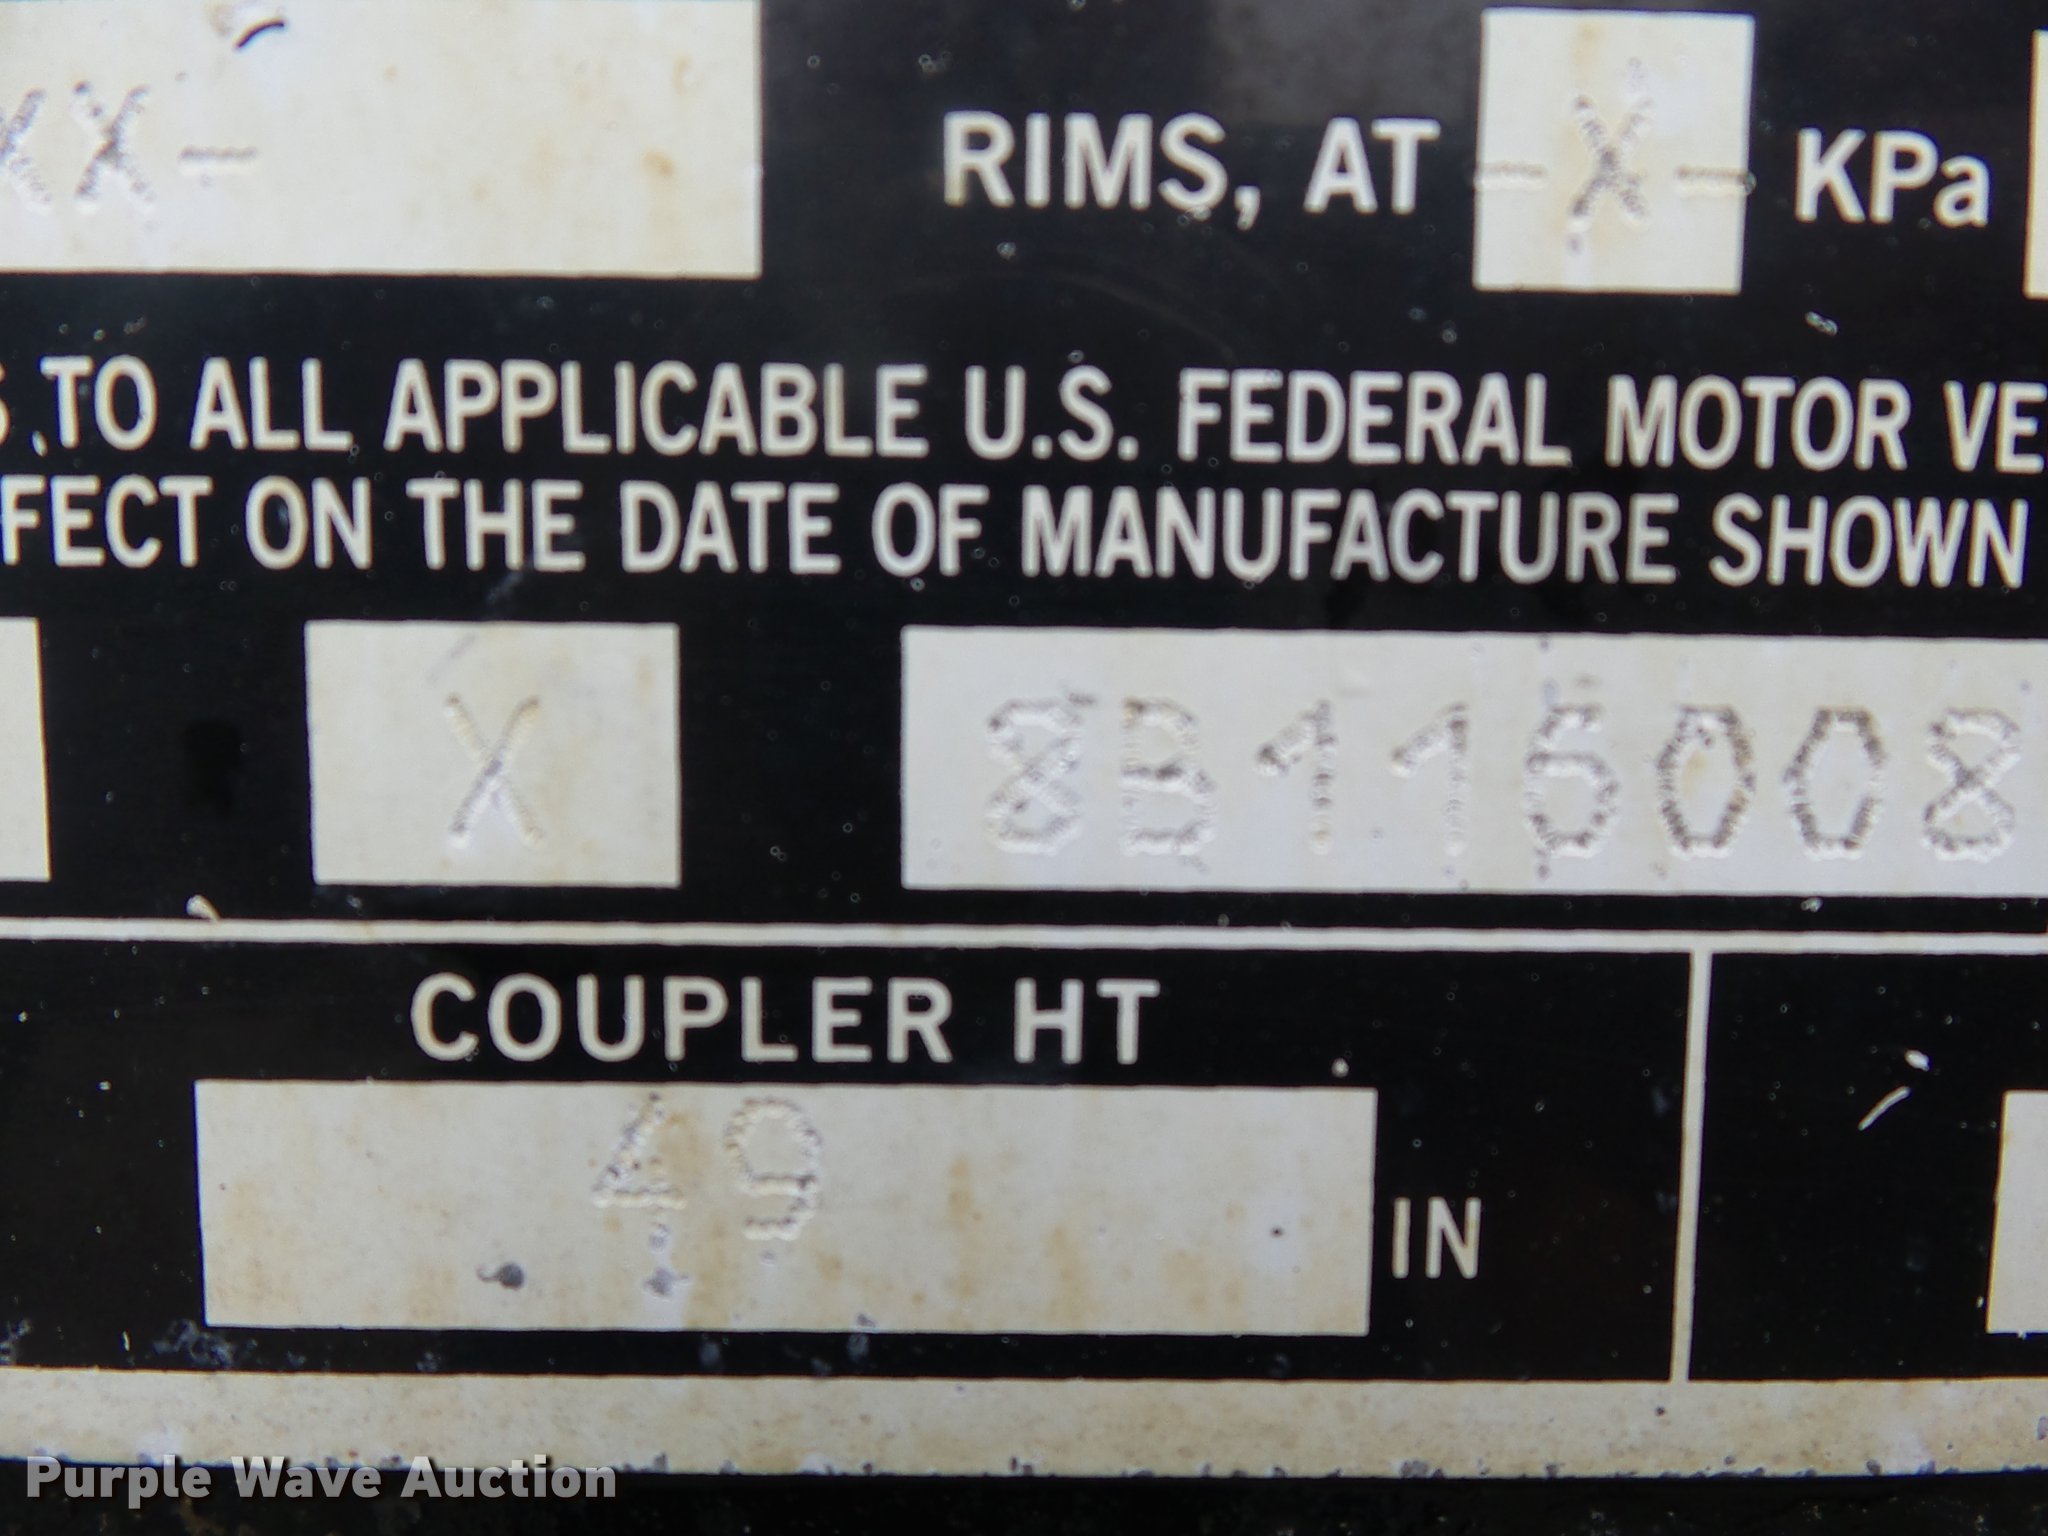 XX- RIMS, AT -X- KPa
S TO ALL APPLICABLE U.S. FEDERAL MOTOR VE
FECT ON THE DATE OF MANUFACTURE SHOWN
X 8B116008
COUPLER HT
49 IN
Purple Wave Auction